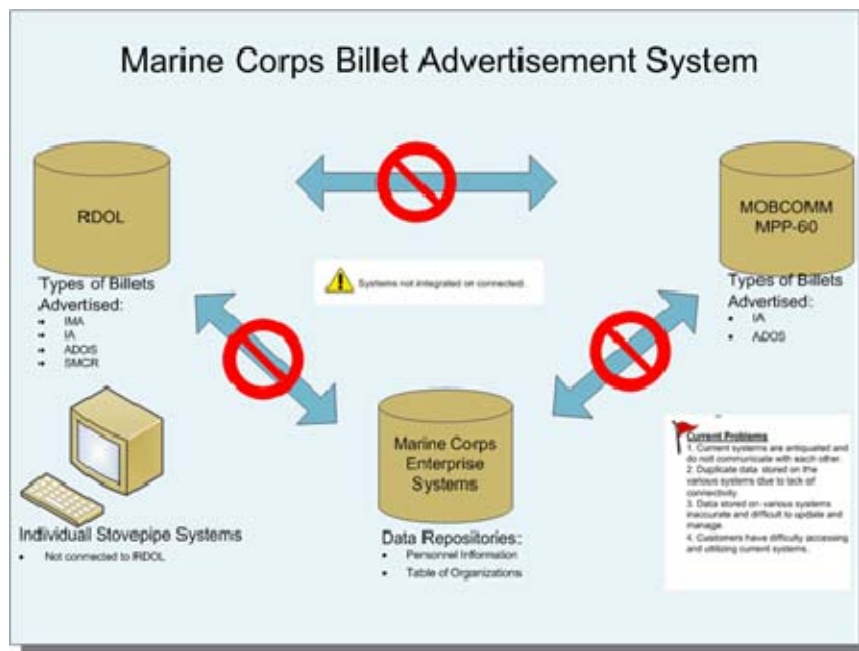 Marine Corps Billet Advertisement System
RDOL
MOBCOMM
MPP-60
Types of Billets
Advertised:
• IMA
• IA
• ADOS
• SMCR
Systems not integrated on connected.
Types of Billets
Advertised:
• IA
• ADOS
Marine Corps
Enterprise
Systems
Individual Stovepipe Systems
• Not connected to RDOL
Data Repositories:
• Personnel Information
• Table of Organizations
Current Problems
1. Current systems are antiquated and
do not communicate with each other.
2. Duplicate data stored on the
various systems due to lack of
connectivity.
3. Data stored on various systems
inaccurate and difficult to update and
manage.
4. Customers have difficulty accessing
and utilizing current systems.